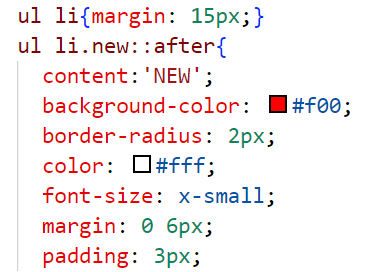 ul li{margin: 15px;}
ul li.new::after{
content:'NEW';
background-color: #f00;
border-radius: 2px;
color: #fff;
font-size: x-small;
margin: 0 6px;
padding: 3px;